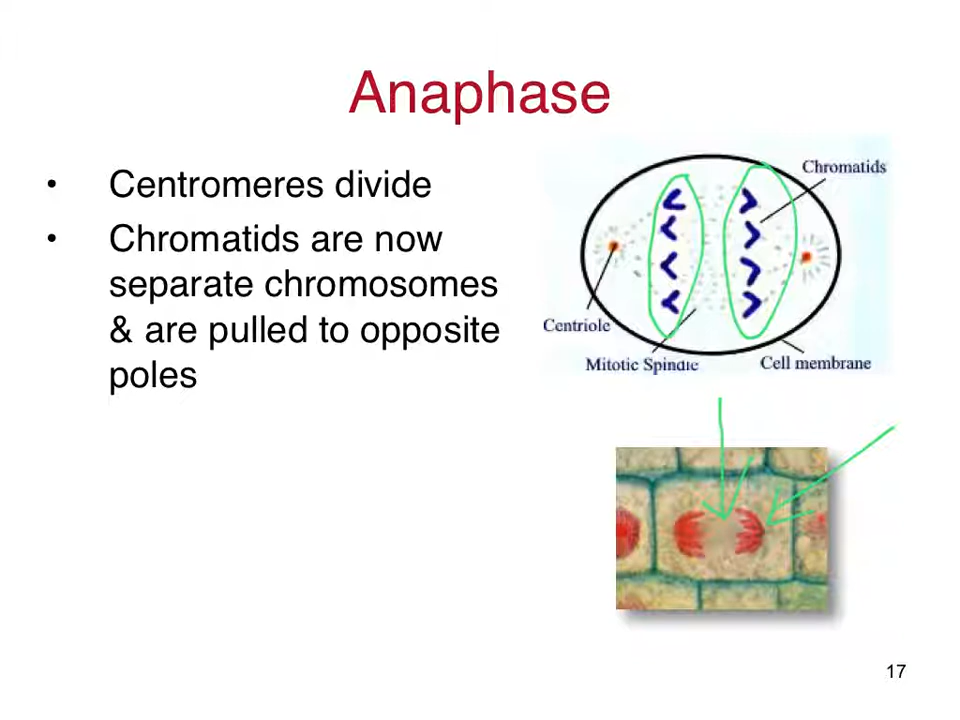 Anaphase
• Centromeres divide
• Chromatids are now
separate chromosomes
& are pulled to opposite
poles
Chromatids
Centriole
Mitotic Spindle
Cell membrane
17